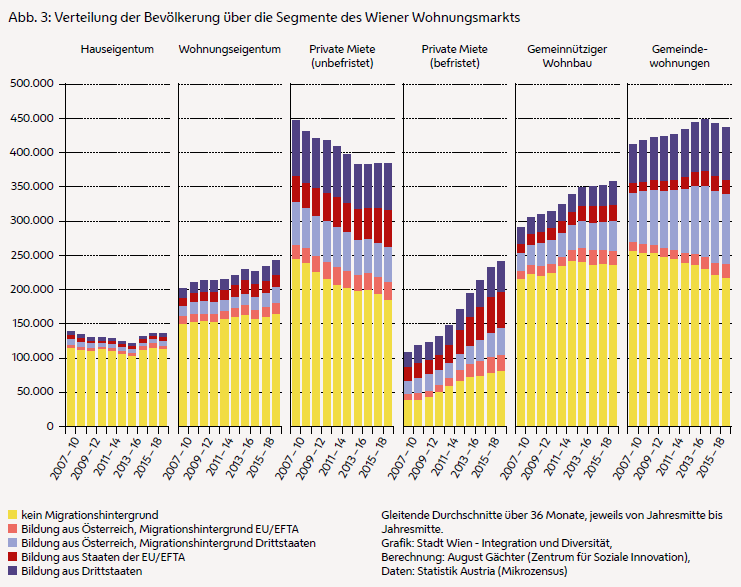 Abb. 3: Verteilung der Bevölkerung über die Segmente des Wiener Wohnungsmarkts
Hauseigentum
Wohnungseigentum
Private Miete
(unbefristet)
Private Miete
(befristet)
Gemeinnütziger
Wohnbau
Gemeinde-
wohnungen
500.000
450.000
400.000
350.000
300.000
250.000
200.000
150.000
100.000
50.000
0
2007–10
2009–12
2011–14
2013–16
2015–18
2007–10
2009–12
2011–14
2013–16
2015–18
2007–10
2009–12
2011–14
2013–16
2015–18
2007–10
2009–12
2011–14
2013–16
2015–18
2007–10
2009–12
2011–14
2013–16
2015–18
2007–10
2009–12
2011–14
2013–16
2015–18
kein Migrationshintergrund
Bildung aus Österreich, Migrationshintergrund EU/EFTA
Bildung aus Österreich, Migrationshintergrund Drittstaaten
Bildung aus Staaten der EU/EFTA
Bildung aus Drittstaaten
Gleitende Durchschnitte über 36 Monate, jeweils von Jahresmitte bis
Jahresmitte.
Grafik: Stadt Wien - Integration und Diversität,
Berechnung: August Gächter (Zentrum für Soziale Innovation),
Daten: Statistik Austria (Mikrozensus)